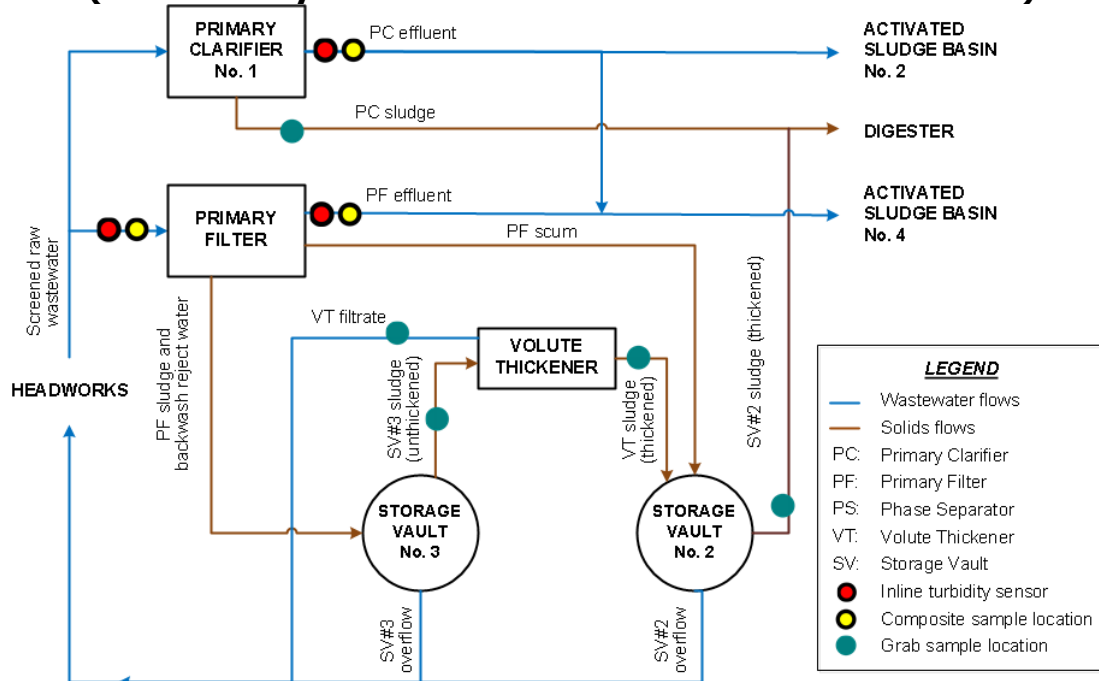 PRIMARY
CLARIFIER
No. 1
PC effluent
ACTIVATED
SLUDGE BASIN
No. 2
PC sludge
DIGESTER
PRIMARY
FILTER
PF effluent
ACTIVATED
SLUDGE BASIN
No. 4
PF scum
Screened raw
wastewater
HEADWORKS
PF sludge and
backwash reject water
VT filtrate
VOLUTE
THICKENER
SV#3 sludge
(unthickened)
VT sludge
(thickened)
SV#2 sludge (thickened)
STORAGE
VAULT
No. 3
STORAGE
VAULT
No. 2
SV#3
overflow
SV#2
overflow
LEGEND
Wastewater flows
Solids flows
PC: Primary Clarifier
PF: Primary Filter
PS: Phase Separator
VT: Volute Thickener
SV: Storage Vault
Inline turbidity sensor
Composite sample location
Grab sample location